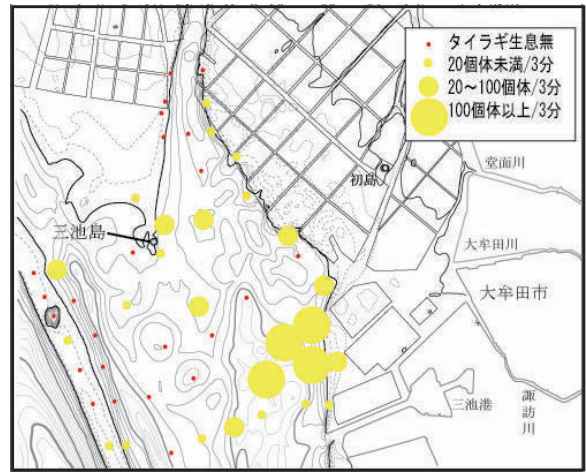 タイラギ生息無
20個体未満/3分
20～100個体/3分
100個体以上/3分
初島
堂面川
三池島
大牟田川
大牟田市
三池港
諏訪川